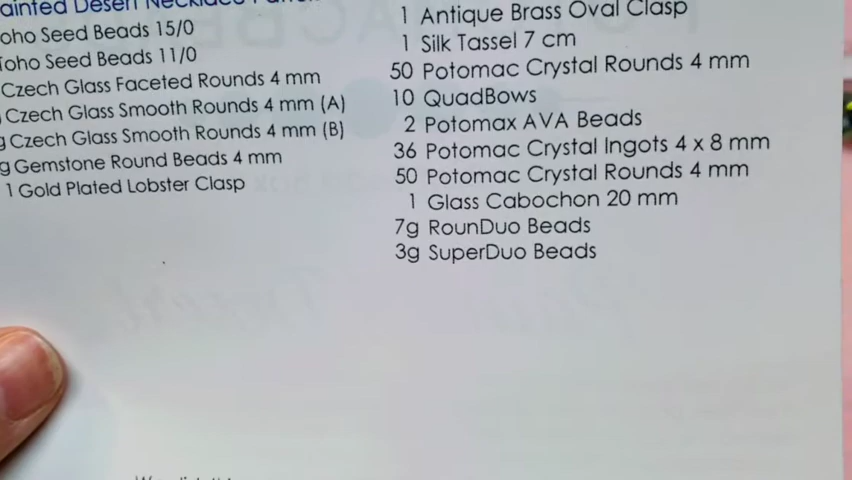 ainted Desert Necklace
oho Seed Beads 15/0
Toho Seed Beads 11/0
Czech Glass Faceted Rounds 4 mm
Czech Glass Smooth Rounds 4 mm (A)
g Czech Glass Smooth Rounds 4 mm (B)
g Gemstone Round Beads 4 mm
1 Gold Plated Lobster Clasp
1 Antique Brass Oval Clasp
1 Silk Tassel 7 cm
50 Potomac Crystal Rounds 4 mm
10 QuadBows
2 Potomax AVA Beads
36 Potomac Crystal Ingots 4 x 8 mm
50 Potomac Crystal Rounds 4 mm
1 Glass Cabochon 20 mm
7g RounDuo Beads
3g SuperDuo Beads